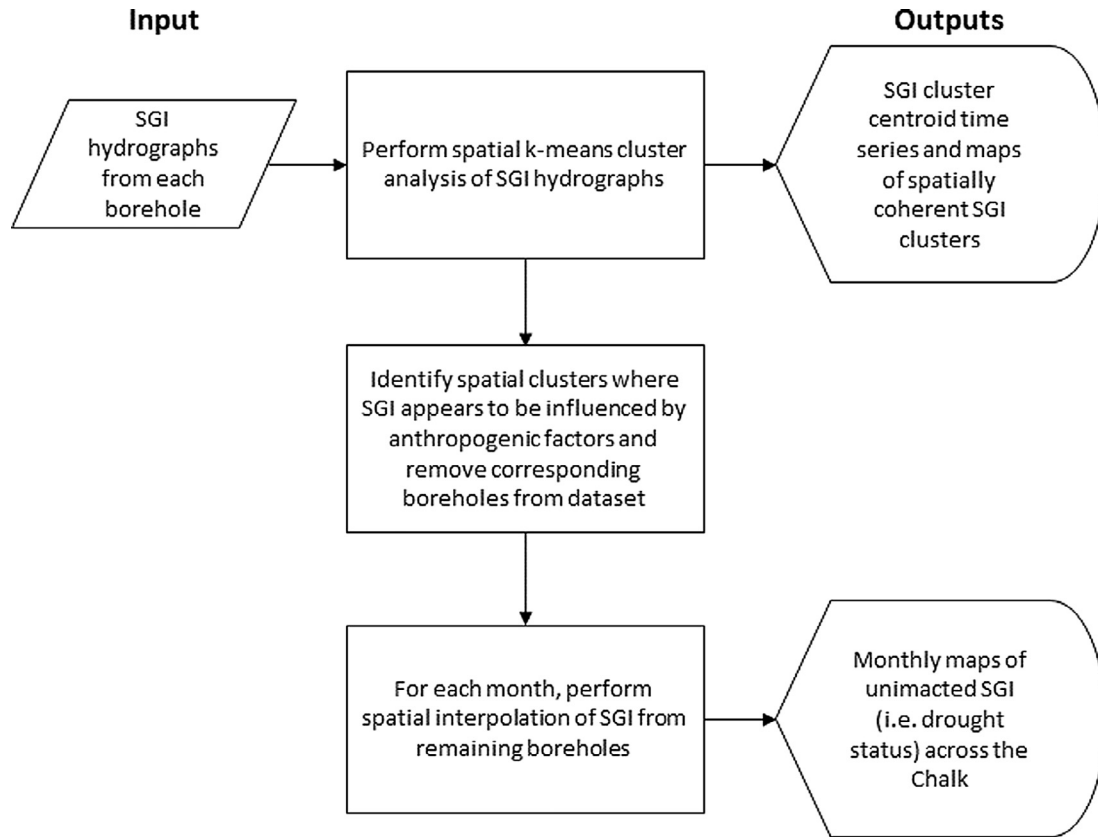 Input
Outputs
SGI
hydrographs
from each
borehole
Perform spatial k-means cluster
analysis of SGI hydrographs
SGI cluster
centroid time
series and maps
of spatially
coherent SGI
clusters
Identify spatial clusters where
SGI appears to be influenced by
anthropogenic factors and
remove corresponding
boreholes from dataset
For each month, perform
spatial interpolation of SGI from
remaining boreholes
Monthly maps of
unimacted SGI
(i.e. drought
status) across the
Chalk